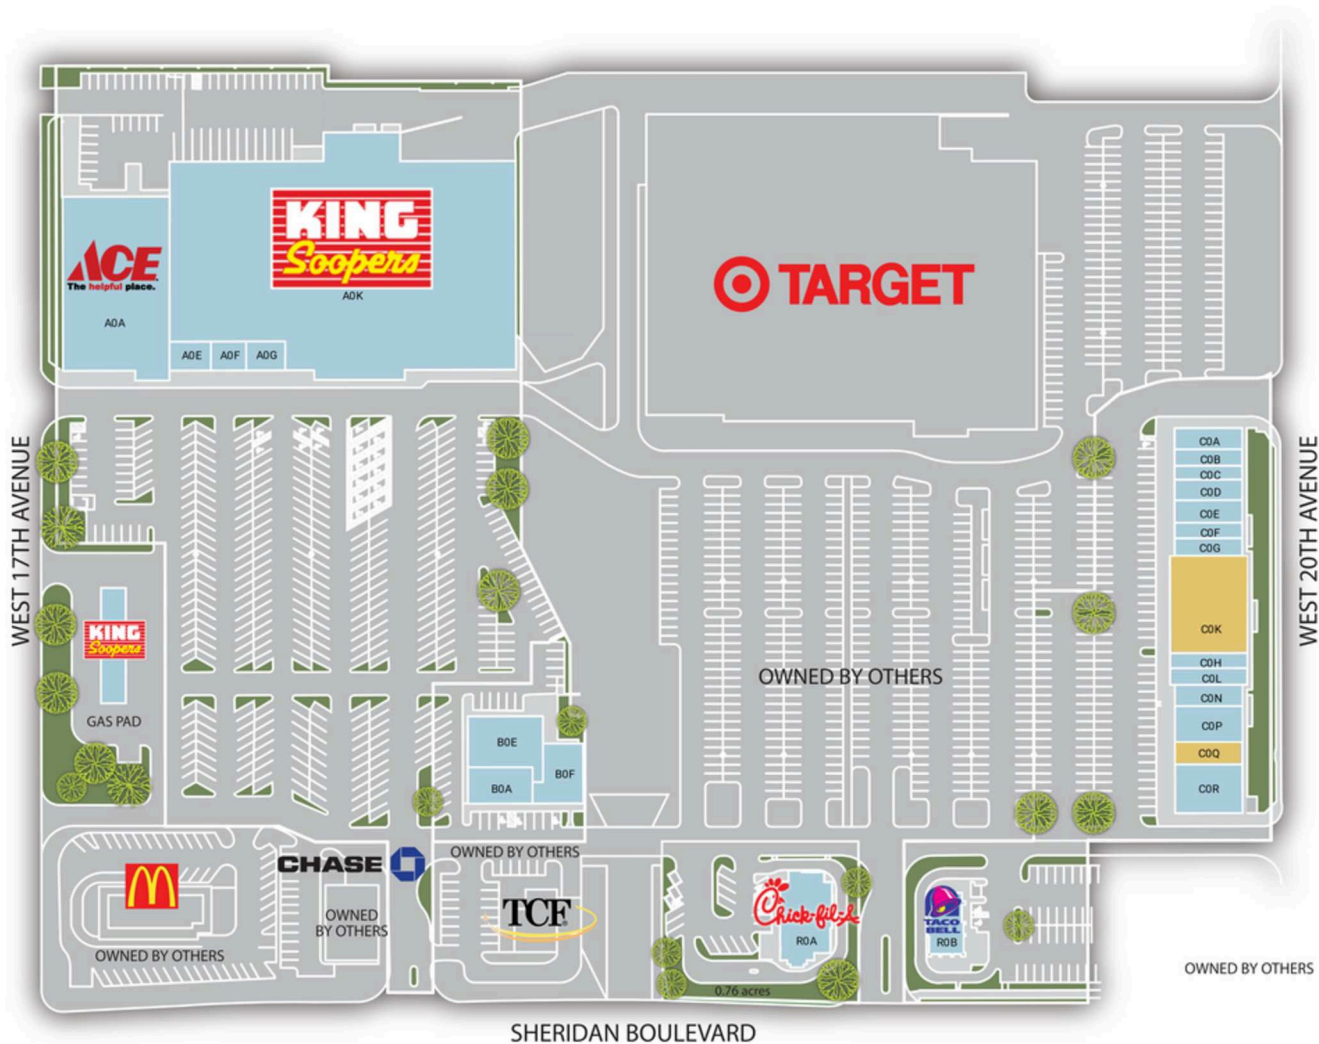 KING
Soopers
A0K
ACE
The helpful place.
A0A
A0E
A0F
A0G
TARGET
WEST 17TH AVENUE
WEST 20TH AVENUE
C0A
C0B
C0C
C0D
C0E
C0F
C0G
C0K
C0H
C0L
C0N
C0P
C0Q
C0R
KING
Soopers
GAS PAD
OWNED BY OTHERS
B0E
B0F
B0A
OWNED BY OTHERS
CHASE
OWNED
BY OTHERS
OWNED BY OTHERS
TCF
Chick-fil-A
R0A
0.76 acres
TACO
BELL
R0B
OWNED BY OTHERS
SHERIDAN BOULEVARD